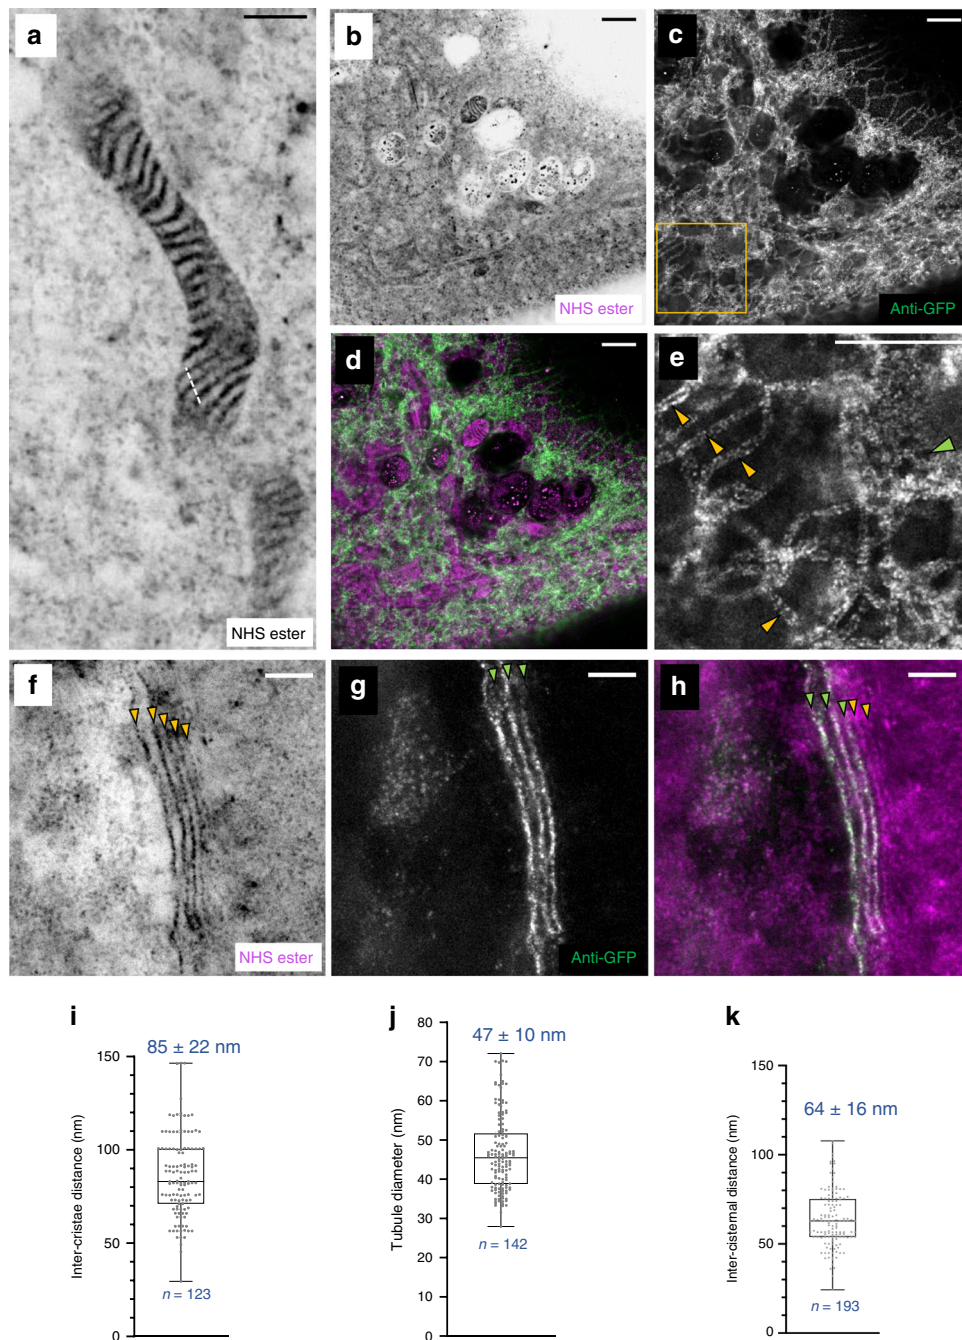 a
NHS ester
b
NHS ester
c
Anti-GFP
d
e
f
NHS ester
g
Anti-GFP
h
i
85 ± 22 nm
Inter-cristae distance (nm)
150
100
50
0
n = 123
j
47 ± 10 nm
Tubule diameter (nm)
80
70
60
50
40
30
20
10
0
n = 142
k
64 ± 16 nm
Inter-cisternal distance (nm)
150
100
50
0
n = 193